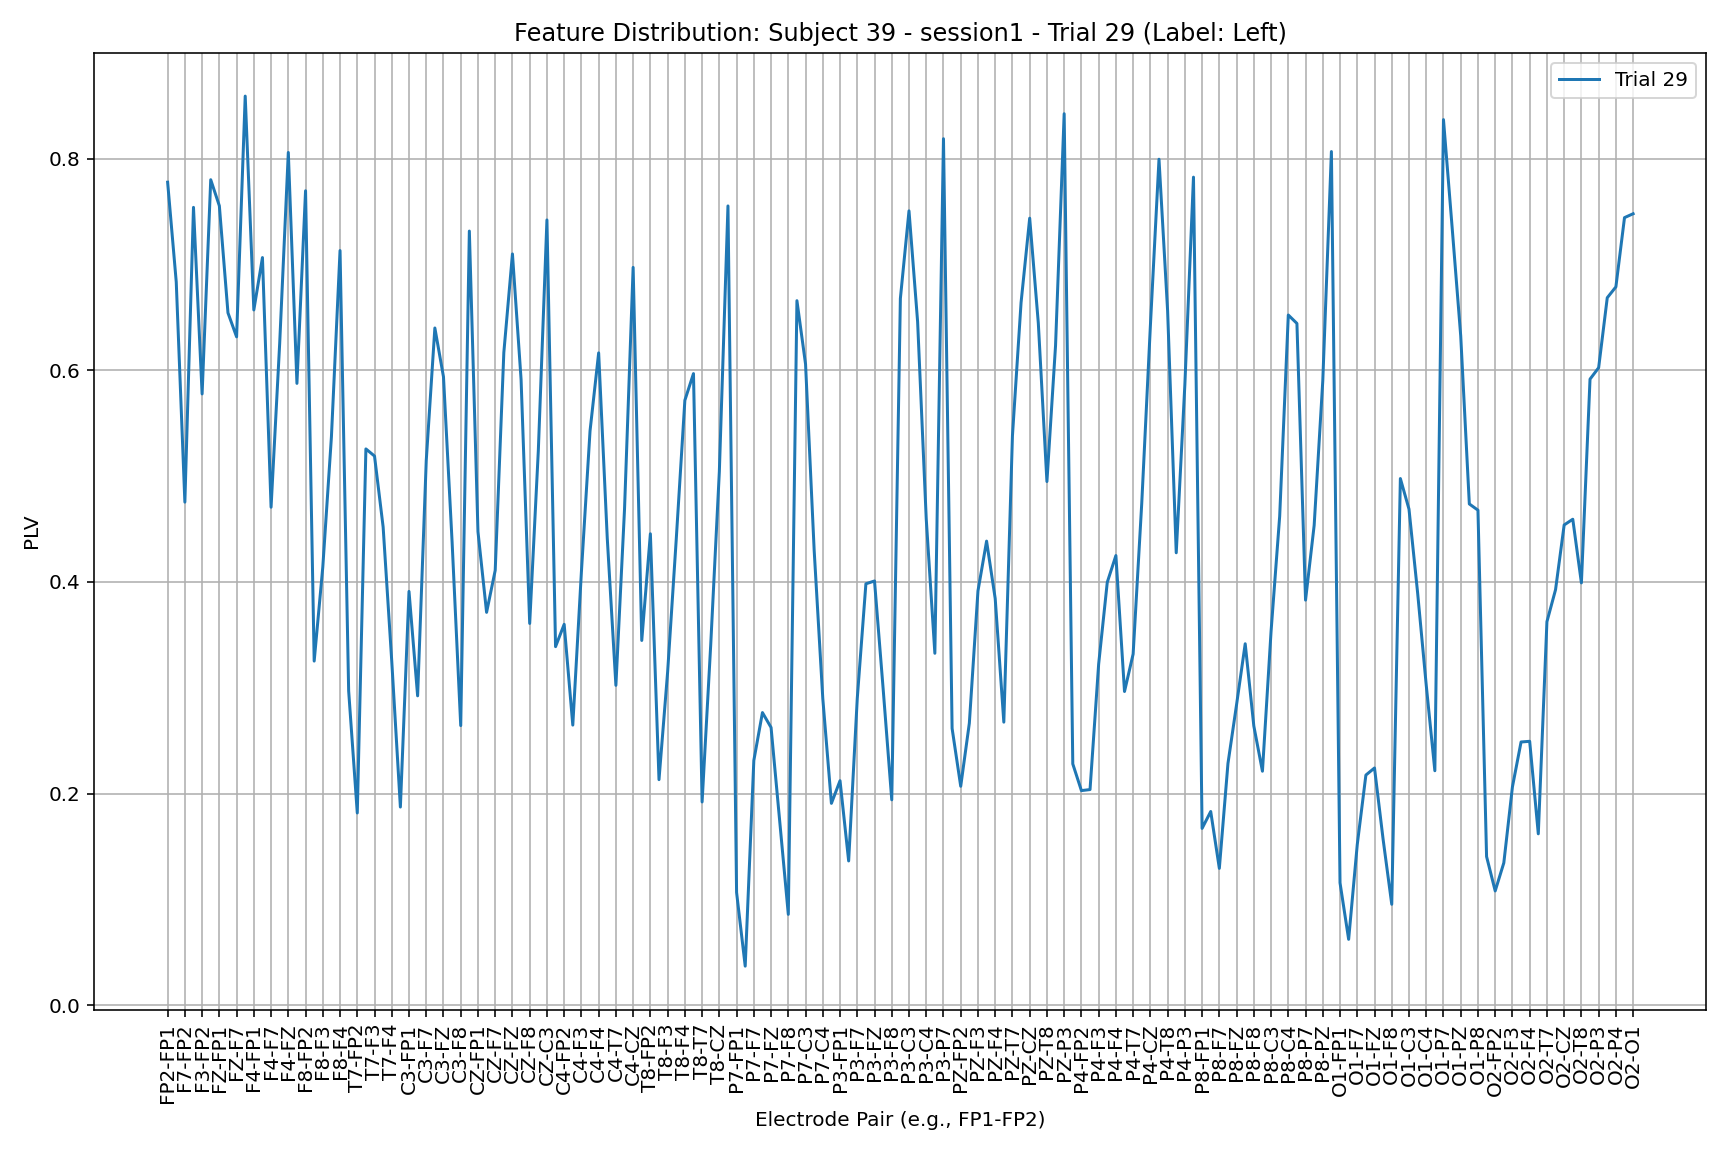 Feature Distribution: Subject 39 - session1 - Trial 29 (Label: Left)
Trial 29
PLV
0.8
0.6
0.4
0.2
0.0
FP2-FP1
F7-FP2
F3-FP2
FZ-FP1
FZ-F7
F4-FP1
F4-F7
F4-FZ
F8-FP2
F8-F3
F8-F4
T7-FP2
T7-F3
T7-F4
C3-FP1
C3-F7
C3-FZ
C3-F8
CZ-FP1
CZ-F7
CZ-FZ
CZ-F8
CZ-C3
C4-FP2
C4-F3
C4-F4
C4-T7
C4-CZ
T8-FP2
T8-F3
T8-F4
T8-T7
T8-CZ
P7-FP1
P7-F7
P7-FZ
P7-F8
P7-C3
P7-C4
P3-FP1
P3-F7
P3-FZ
P3-F8
P3-C3
P3-C4
P3-P7
PZ-FP2
PZ-F3
PZ-F4
PZ-T7
PZ-CZ
PZ-T8
PZ-P3
P4-FP2
P4-F3
P4-F4
P4-T7
P4-CZ
P4-T8
P4-P3
P8-FP1
P8-F7
P8-FZ
P8-F8
P8-C3
P8-C4
P8-P7
P8-PZ
O1-FP1
O1-F7
O1-FZ
O1-F8
O1-C3
O1-C4
O1-P7
O1-PZ
O1-P8
O2-FP2
O2-F3
O2-F4
O2-T7
O2-CZ
O2-T8
O2-P3
O2-P4
O2-O1
Electrode Pair (e.g., FP1-FP2)